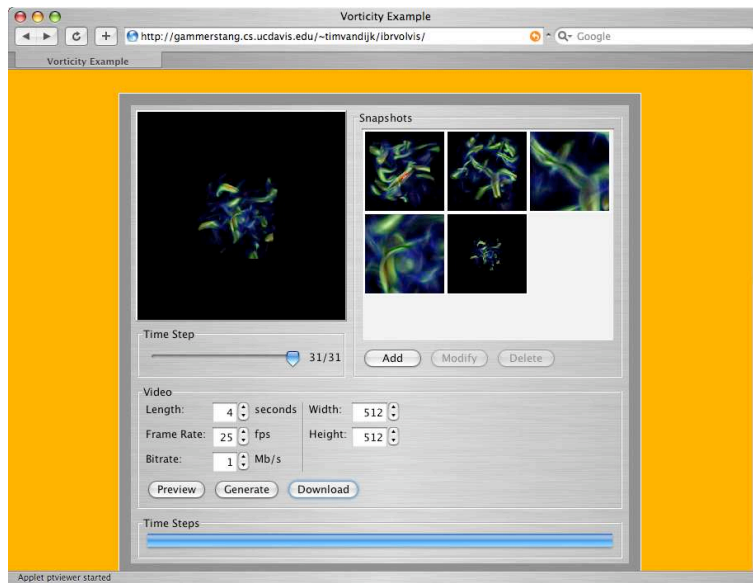 Vorticity Example
http://gammerstang.cs.ucdavis.edu/~timvandijk/ibrvolvis/
Google
Vorticity Example
Snapshots
Time Step
31/31
Add Modify Delete
Video
Length: 4 seconds Width: 512
Frame Rate: 25 fps Height: 512
Bitrate: 1 Mb/s
Preview Generate Download
Time Steps
Applet ptviewer started